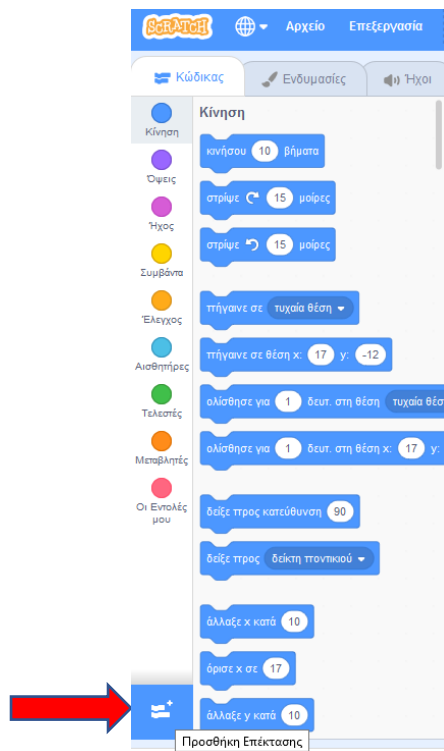 SCRATCH Αρχείο Επεξεργασία
Κώδικας Ενδυμασίες Ήχοι
Κίνηση
Όψεις
Ήχος
Συμβάντα
Έλεγχος
Αισθητήρες
Τελεστές
Μεταβλητές
Οι Εντολές
μου
Κίνηση
κινήσου 10 βήματα
στρίψε 15 μοίρες
στρίψε 15 μοίρες
πήγαινε σε τυχαία θέση
πήγαινε σε θέση x: 17 y: -12
ολίσθησε για 1 δευτ. στη θέση τυχαία θέσ
ολίσθησε για 1 δευτ. στη θέση x: 17 y:
δείξε προς κατεύθυνση 90
δείξε προς δείκτη ποντικιού
άλλαξε x κατά 10
όρισε x σε 17
άλλαξε y κατά 10
Προσθήκη Επέκτασης